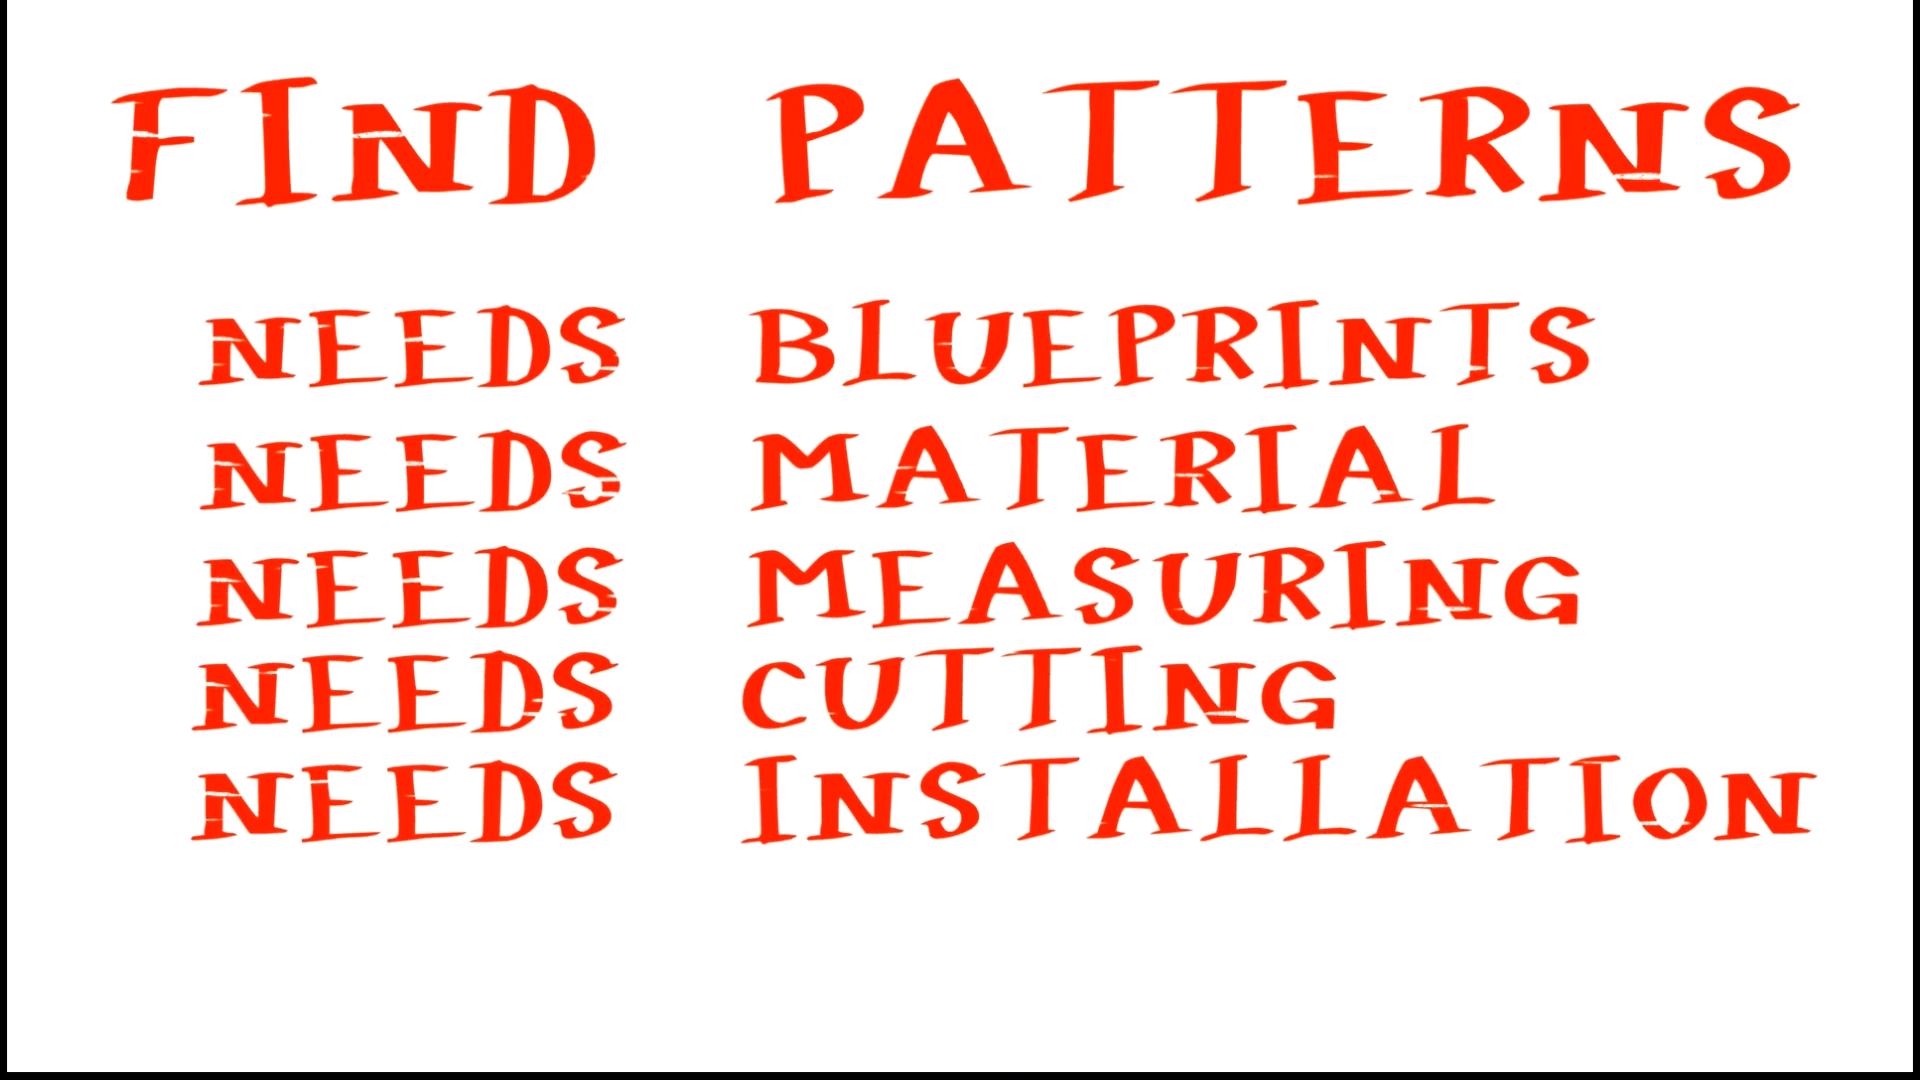 FIND PATTERNS
NEEDS BLUEPRINTS
NEEDS MATERIAL
NEEDS MEASURING
NEEDS CUTTING
NEEDS INSTALLATION